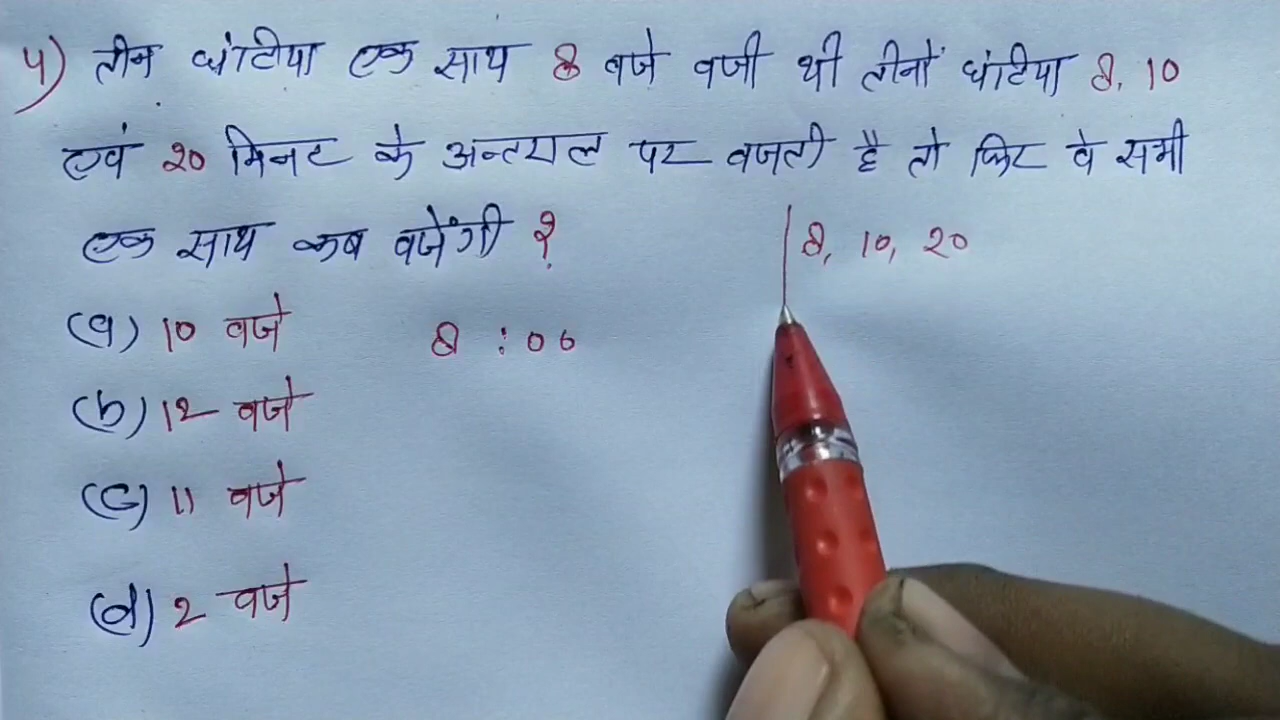 4) तीन घंटिया एक साथ 8 बजे बजी थी तीनों घंटिया 8, 10
एवं 20 मिनट के अन्तराल पर बजती है तो फिर वे सभी
एक साथ कब बजेंगी ?
8, 10, 20
(a) 10 बजे
8 : 00
(b) 12 बजे
(c) 11 बजे
(d) 2 बजे